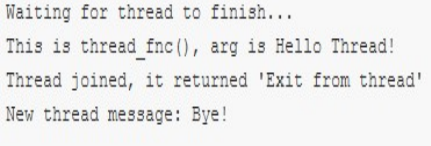 Waiting for thread to finish...
This is thread_fnc(), arg is Hello Thread!
Thread joined, it returned 'Exit from thread'
New thread message: Bye!